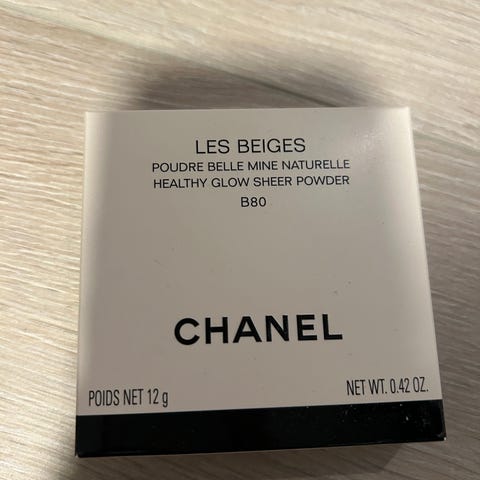 LES BEIGES
POUDRE BELLE MINE NATURELLE
HEALTHY GLOW SHEER POWDER
B80
CHANEL
POIDS NET 12 g
NET WT. 0.42 OZ.